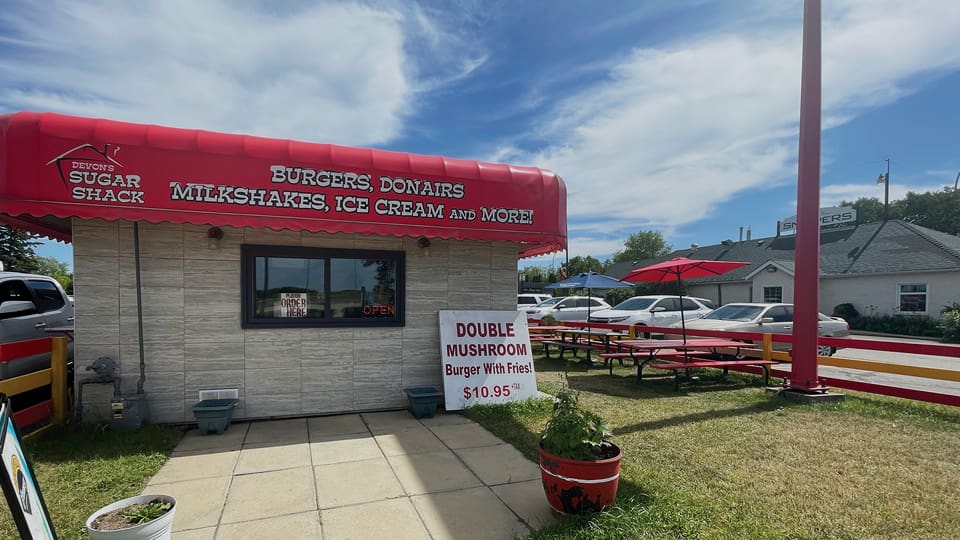 DEVON'S
SUGAR
SHACK
BURGERS, DONAIRS
MILKSHAKES, ICE CREAM AND MORE!
PLEASE
ORDER
HERE
OPEN
DOUBLE
MUSHROOM
Burger With Fries!
$10.95 +TAX